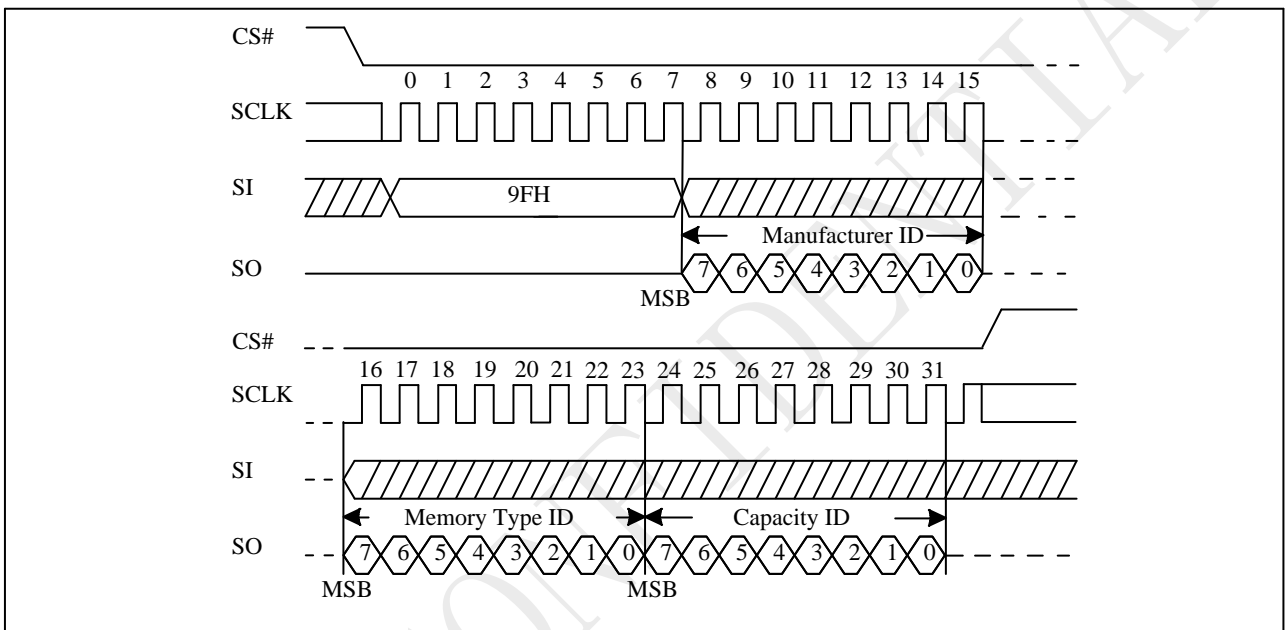 CS#
0 1 2 3 4 5 6 7 8 9 10 11 12 13 14 15
SCLK
SI 9FH
Manufacturer ID
SO 7 6 5 4 3 2 1 0
MSB
CS#
16 17 18 19 20 21 22 23 24 25 26 27 28 29 30 31
SCLK
SI
Memory Type ID Capacity ID
SO 7 6 5 4 3 2 1 0 7 6 5 4 3 2 1 0
MSB MSB